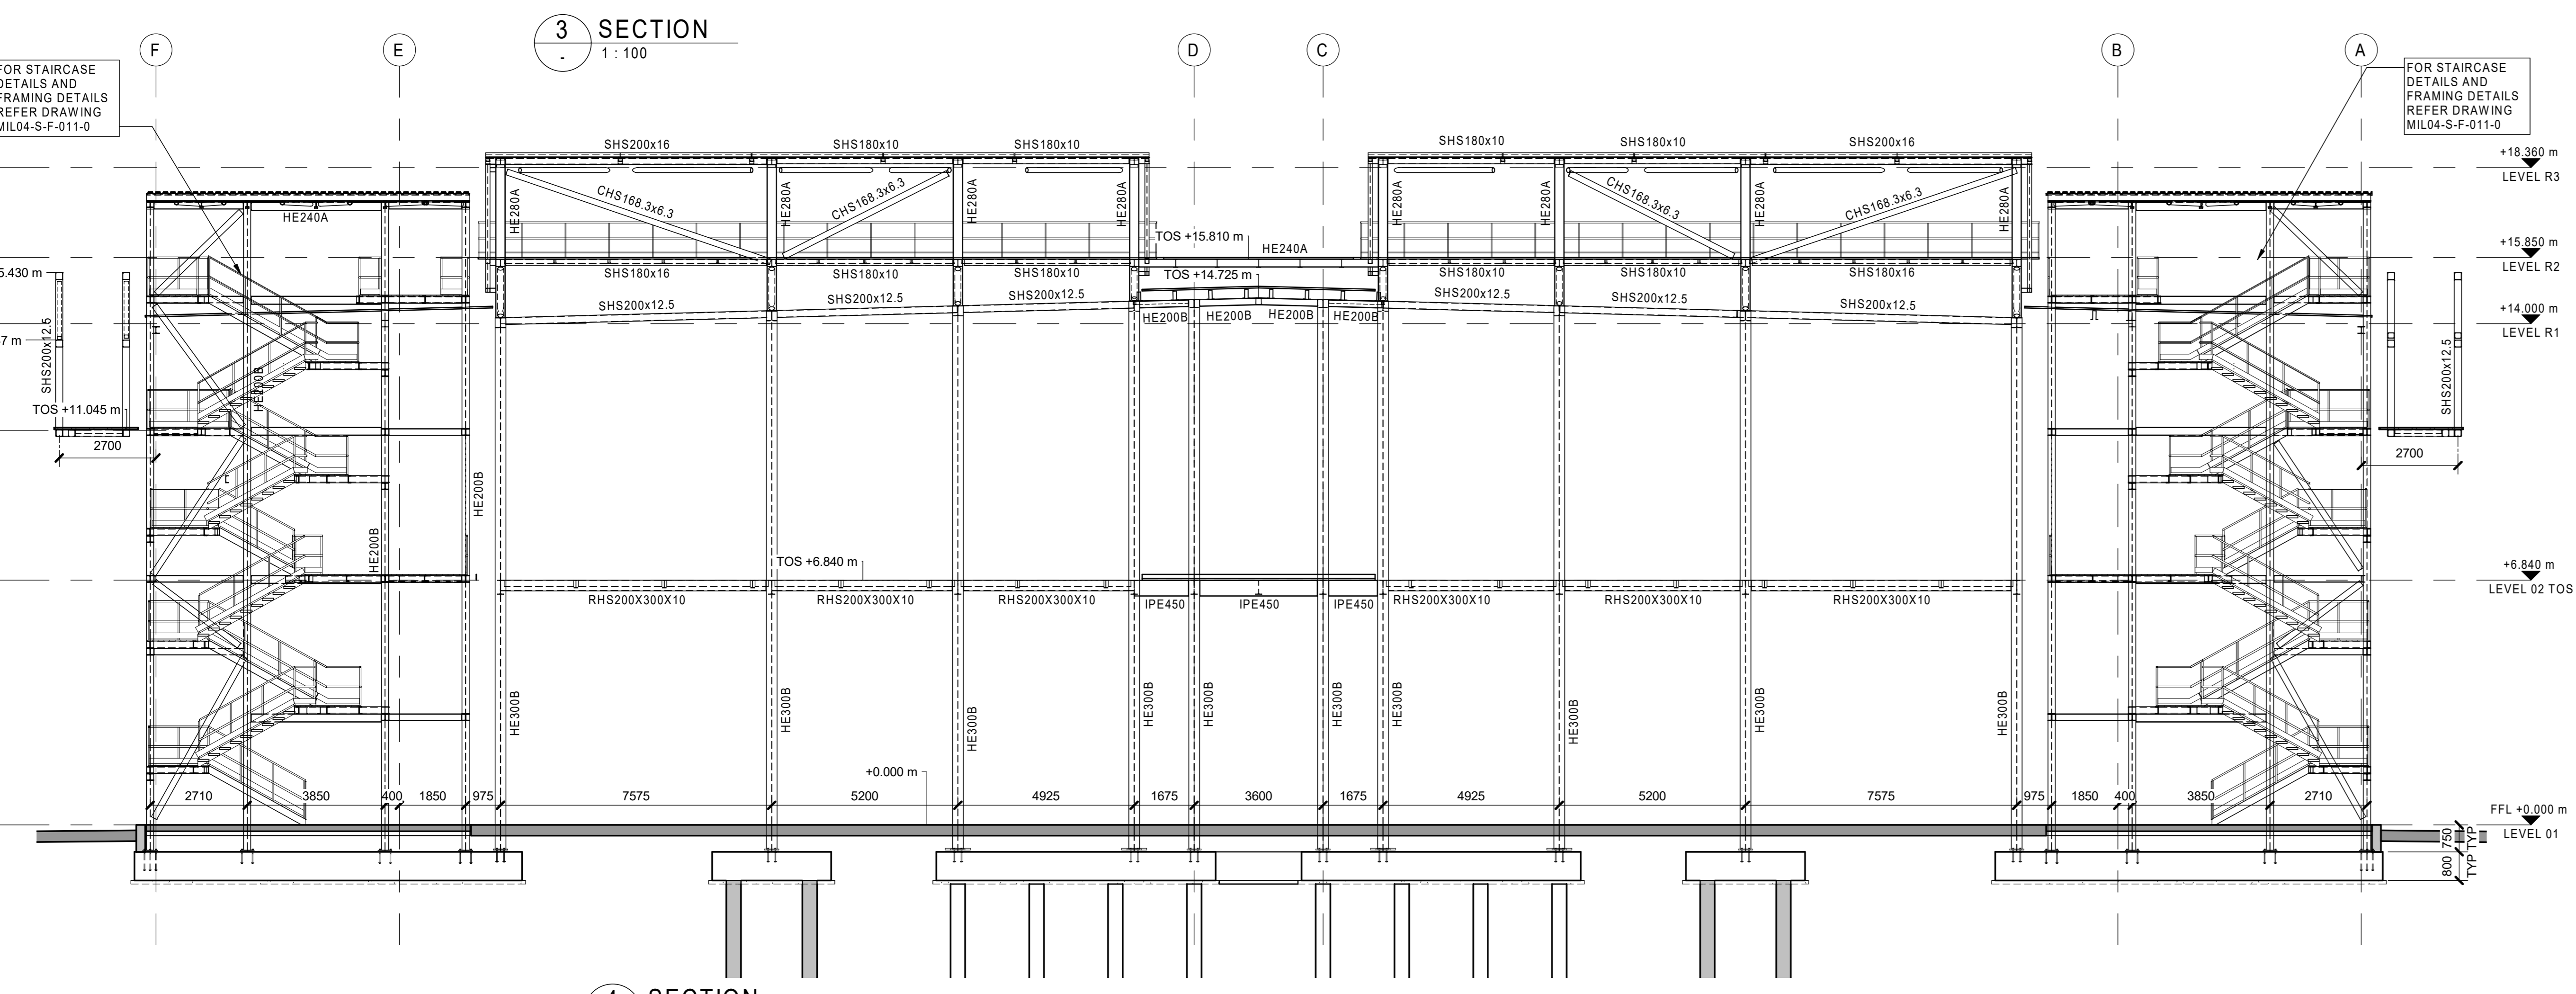 3 SECTION
-
1 : 100
F
E
D
C
B
A
FOR STAIRCASE
DETAILS AND
FRAMING DETAILS
REFER DRAWING
MIL04-S-F-011-0
FOR STAIRCASE
DETAILS AND
FRAMING DETAILS
REFER DRAWING
MIL04-S-F-011-0
SHS200x16
SHS180x10
SHS180x10
SHS180x10
SHS180x10
SHS200x16
+18.360 m
LEVEL R3
HE240A
HE280A
CHS168.3x6.3
HE280A
CHS168.3x6.3
HE280A
HE280A
HE280A
HE280A
CHS168.3x6.3
HE280A
CHS168.3x6.3
HE280A
TOS +15.810 m
HE240A
+15.850 m
LEVEL R2
5.430 m
SHS180x16
SHS180x10
SHS180x10
TOS +14.725 m
SHS180x10
SHS180x10
SHS180x16
SHS200x12.5
SHS200x12.5
SHS200x12.5
HE200B
HE200B
HE200B
HE200B
SHS200x12.5
SHS200x12.5
SHS200x12.5
+14.000 m
LEVEL R1
7 m
SHS200x12.5
HE200B
SHS200x12.5
TOS +11.045 m
2700
2700
HE200B
HE200B
TOS +6.840 m
+6.840 m
LEVEL 02 TOS
RHS200X300X10
RHS200X300X10
RHS200X300X10
IPE450
IPE450
IPE450
RHS200X300X10
RHS200X300X10
RHS200X300X10
HE300B
HE300B
HE300B
HE300B
HE300B
HE300B
HE300B
HE300B
HE300B
HE300B
+0.000 m
2710
3850
400
1850
975
7575
5200
4925
1675
3600
1675
4925
5200
7575
975
1850
400
3850
2710
FFL +0.000 m
LEVEL 01
750 TYP
800 TYP
SECTION